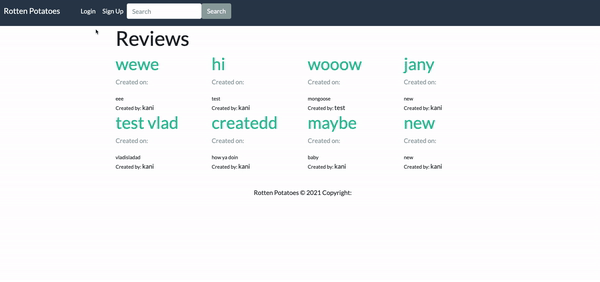 Rotten Potatoes Login Sign Up Search Search
Reviews
wewe hi wooow jany
Created on: Created on: Created on: Created on:
eee test mongoose new
Created by: kani Created by: kani Created by: test Created by: kani
test vlad createdd maybe new
Created on: Created on: Created on: Created on:
vladisladad how ya doin baby new
Created by: kani Created by: kani Created by: kani Created by: kani
Rotten Potatoes © 2021 Copyright: